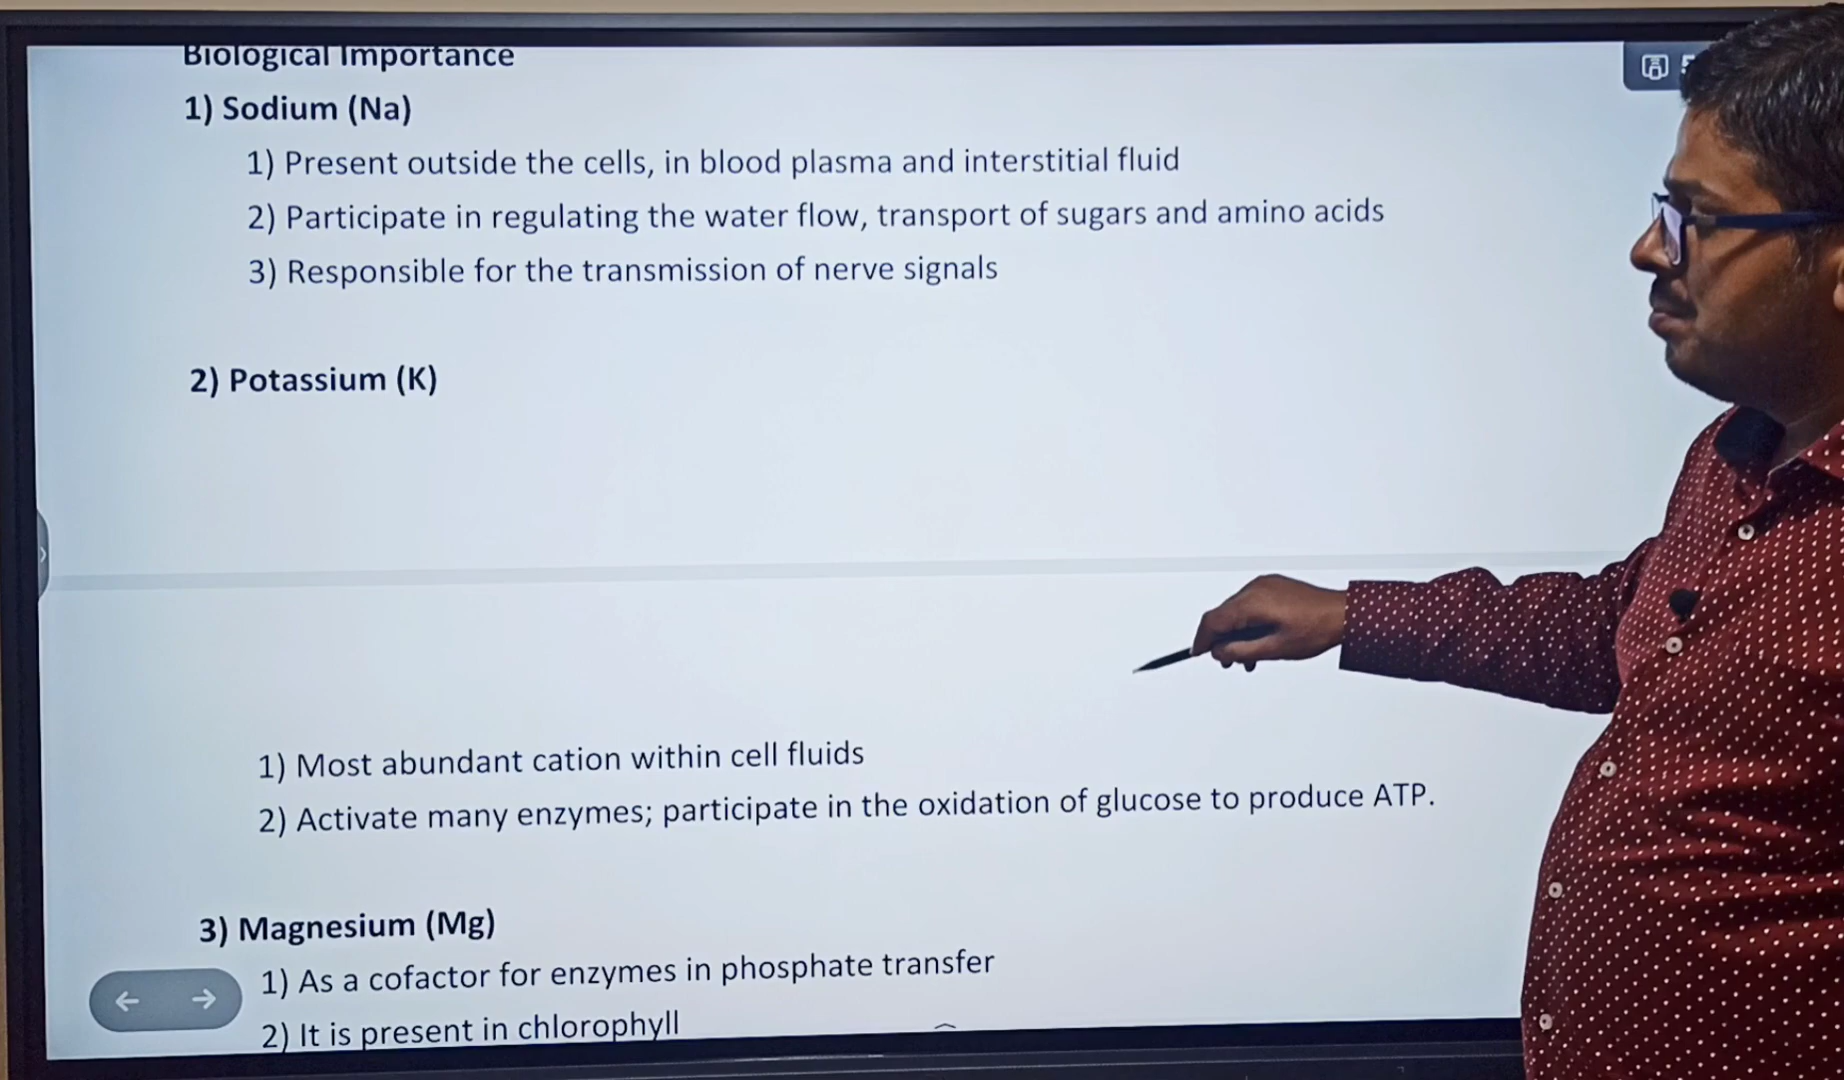 Biological Importance
1) Sodium (Na)
1) Present outside the cells, in blood plasma and interstitial fluid
2) Participate in regulating the water flow, transport of sugars and amino acids
3) Responsible for the transmission of nerve signals
2) Potassium (K)
1) Most abundant cation within cell fluids
2) Activate many enzymes; participate in the oxidation of glucose to produce ATP.
3) Magnesium (Mg)
1) As a cofactor for enzymes in phosphate transfer
2) It is present in chlorophyll